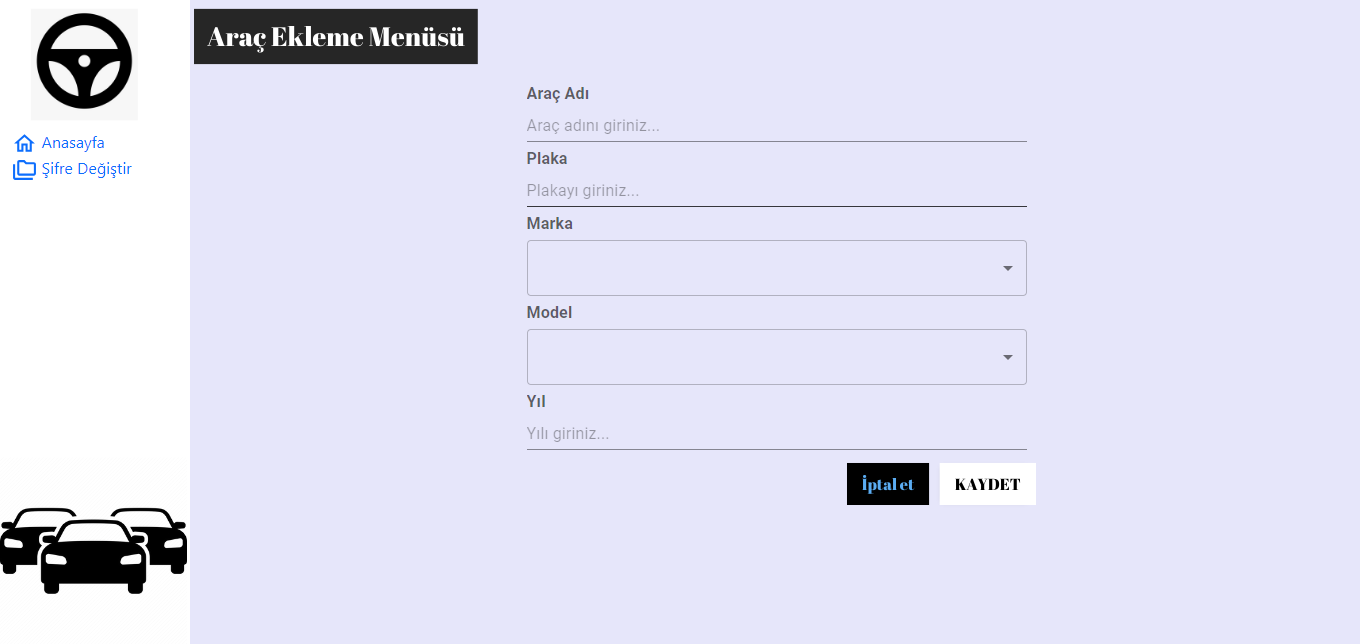 Araç Ekleme Menüsü
Anasayfa
Şifre Değiştir
Araç Adı
Araç adını giriniz...
Plaka
Plakayı giriniz...
Marka
Model
Yıl
Yılı giriniz...
İptal et
KAYDET